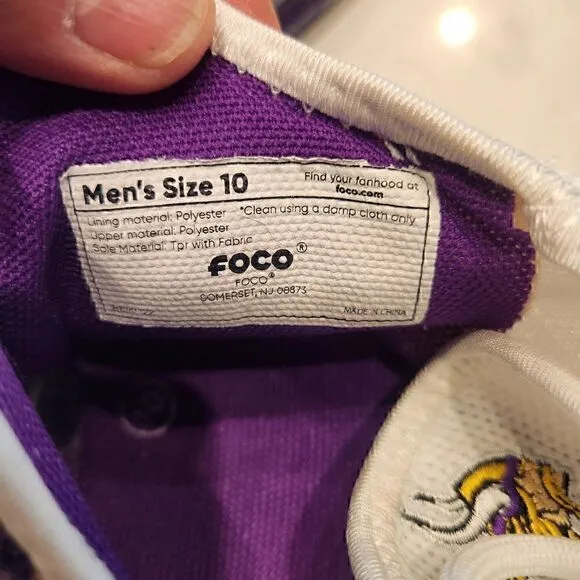 Men's Size 10
Find your fanhood at
foco.com
Lining material: Polyester *Clean using a damp cloth only
Upper material: Polyester
Sole Material: Tpr with Fabric
FOCO®
FOCO®
SOMERSET, NJ 08873
MADE IN CHINA